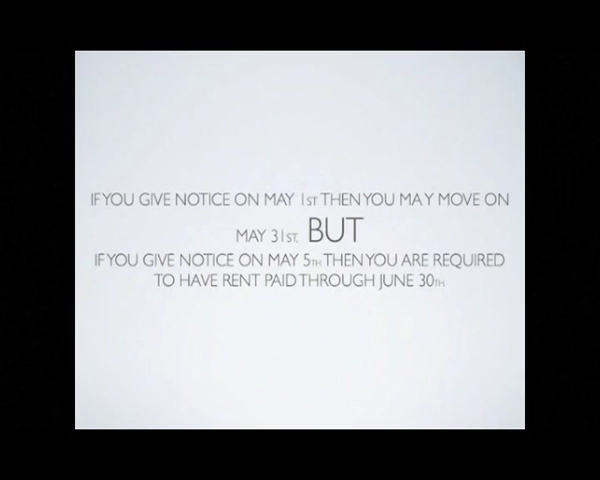 IF YOU GIVE NOTICE ON MAY 1ST THEN YOU MAY MOVE ON
MAY 31ST, BUT
IF YOU GIVE NOTICE ON MAY 5TH THEN YOU ARE REQUIRED
TO HAVE RENT PAID THROUGH JUNE 30TH.